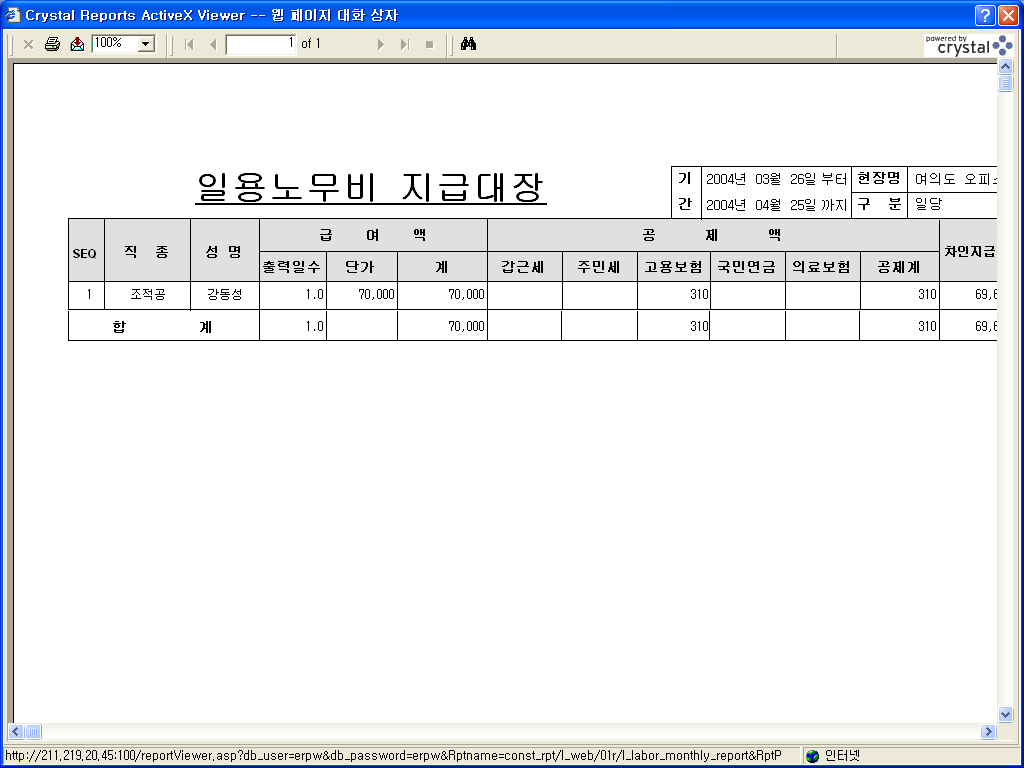 Crystal Reports ActiveX Viewer -- 웹 페이지 대화 상자
100% 1 of 1 powered by crystal
일용노무비 지급대장
기 간 2004년 03월 26일 부터 현장명 여의도 오피
2004년 04월 25일 까지 구 분 일당
SEQ 직 종 성 명 급 여 액 공 제 액 차인지급
출력일수 단가 계 갑근세 주민세 고용보험 국민연금 의료보험 공제계
1 조적공 강동성 1.0 70,000 70,000 310 310 69,6
합 계 1.0 70,000 310 310 69,6
http://211,219,20,45:100/reportViewer,asp?db_user=erpw&db_password=erpw&Rptname=const_rpt/l_web/01r/l_labor_monthly_report&RptP 인터넷